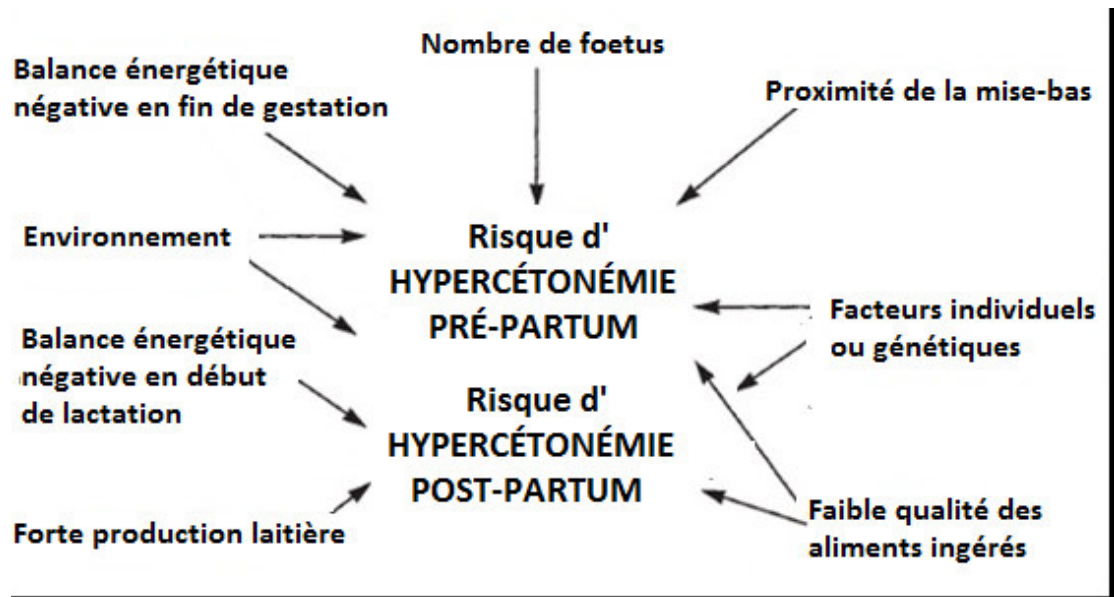 Nombre de foetus
Balance énergétique
négative en fin de gestation
Proximité de la mise-bas
Environnement
Risque d'
HYPERCÉTONÉMIE
PRÉ-PARTUM
Facteurs individuels
ou génétiques
Balance énergétique
négative en début
de lactation
Risque d'
HYPERCÉTONÉMIE
POST-PARTUM
Forte production laitière
Faible qualité des
aliments ingérés